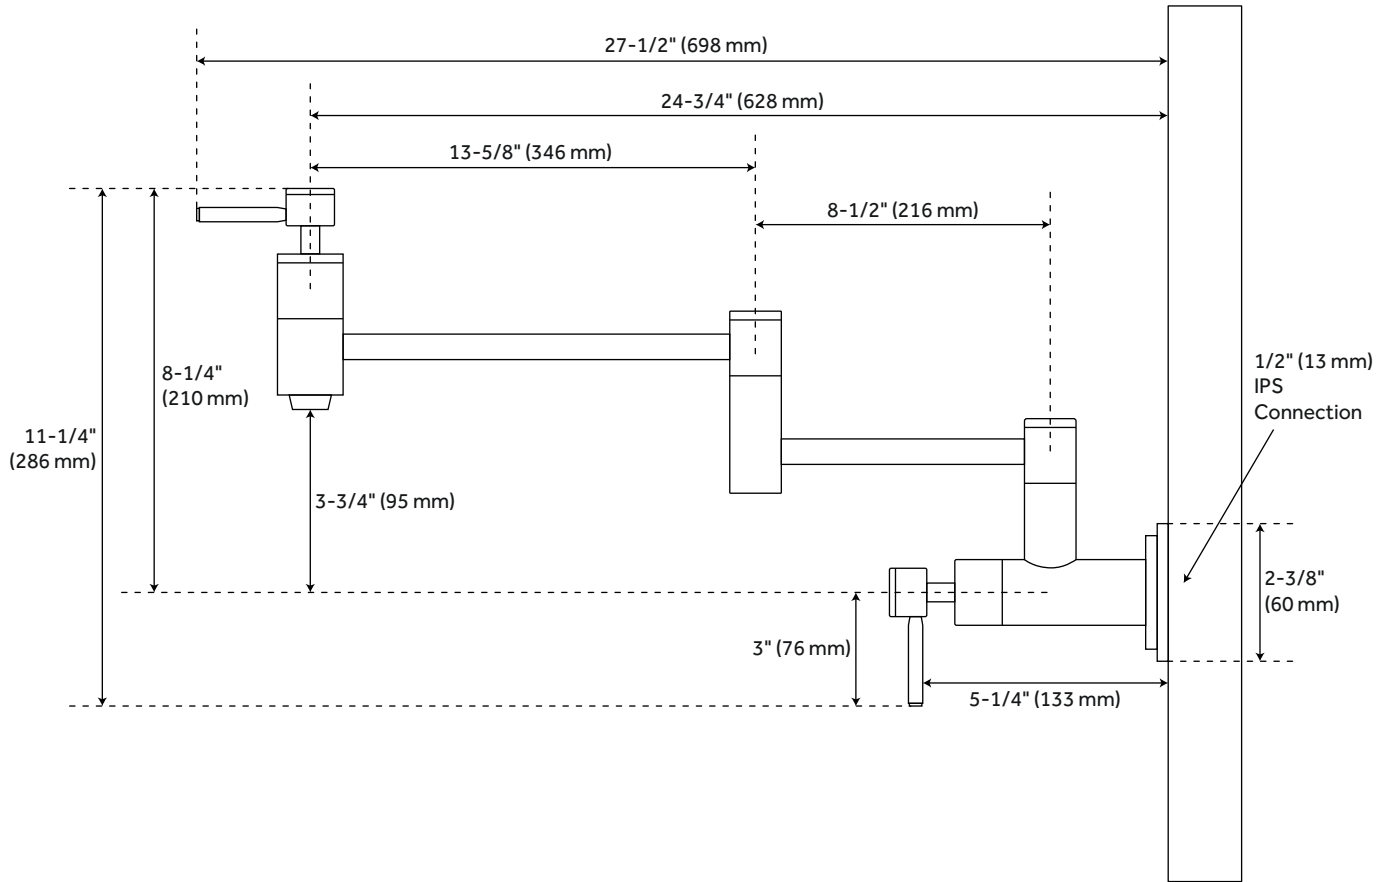 27-1/2" (698 mm)
24-3/4" (628 mm)
13-5/8" (346 mm)
8-1/2" (216 mm)
8-1/4"
(210 mm)
11-1/4"
(286 mm)
3-3/4" (95 mm)
1/2" (13 mm)
IPS
Connection
2-3/8"
(60 mm)
3" (76 mm)
5-1/4" (133 mm)